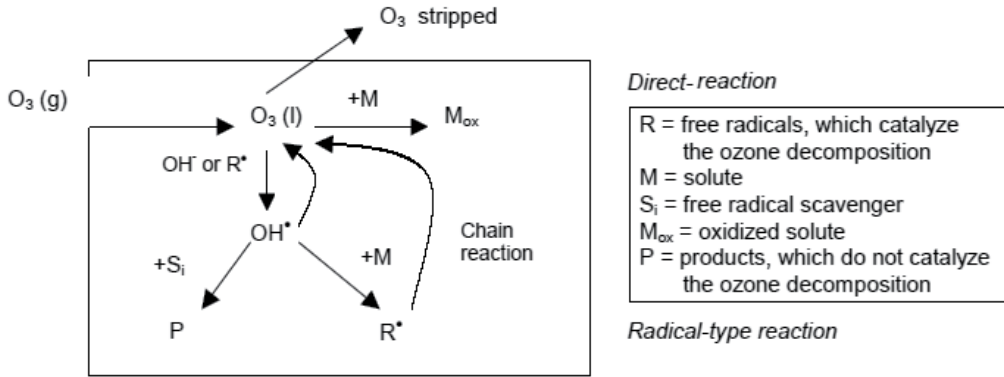 O₃ stripped
O₃ (g)
O₃ (l)
+M
Mₒₓ
OH⁻ or R•
OH•
+Sᵢ
+M
Chain
reaction
P
R•
Direct- reaction
R = free radicals, which catalyze
the ozone decomposition
M = solute
Sᵢ = free radical scavenger
Mₒₓ = oxidized solute
P = products, which do not catalyze
the ozone decomposition
Radical-type reaction